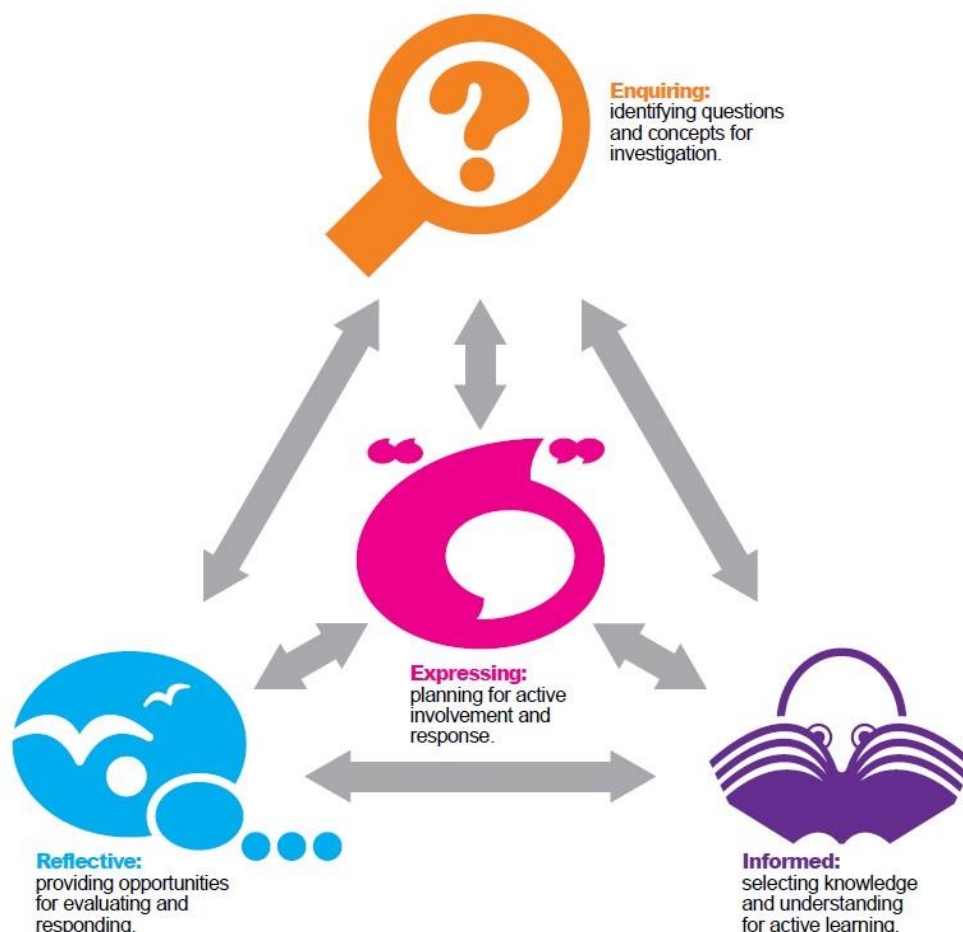 ?
Enquiring:
identifying questions
and concepts for
investigation.
Expressing:
planning for active
involvement and
response.
Reflective:
providing opportunities
for evaluating and
responding.
Informed:
selecting knowledge
and understanding
for active learning.